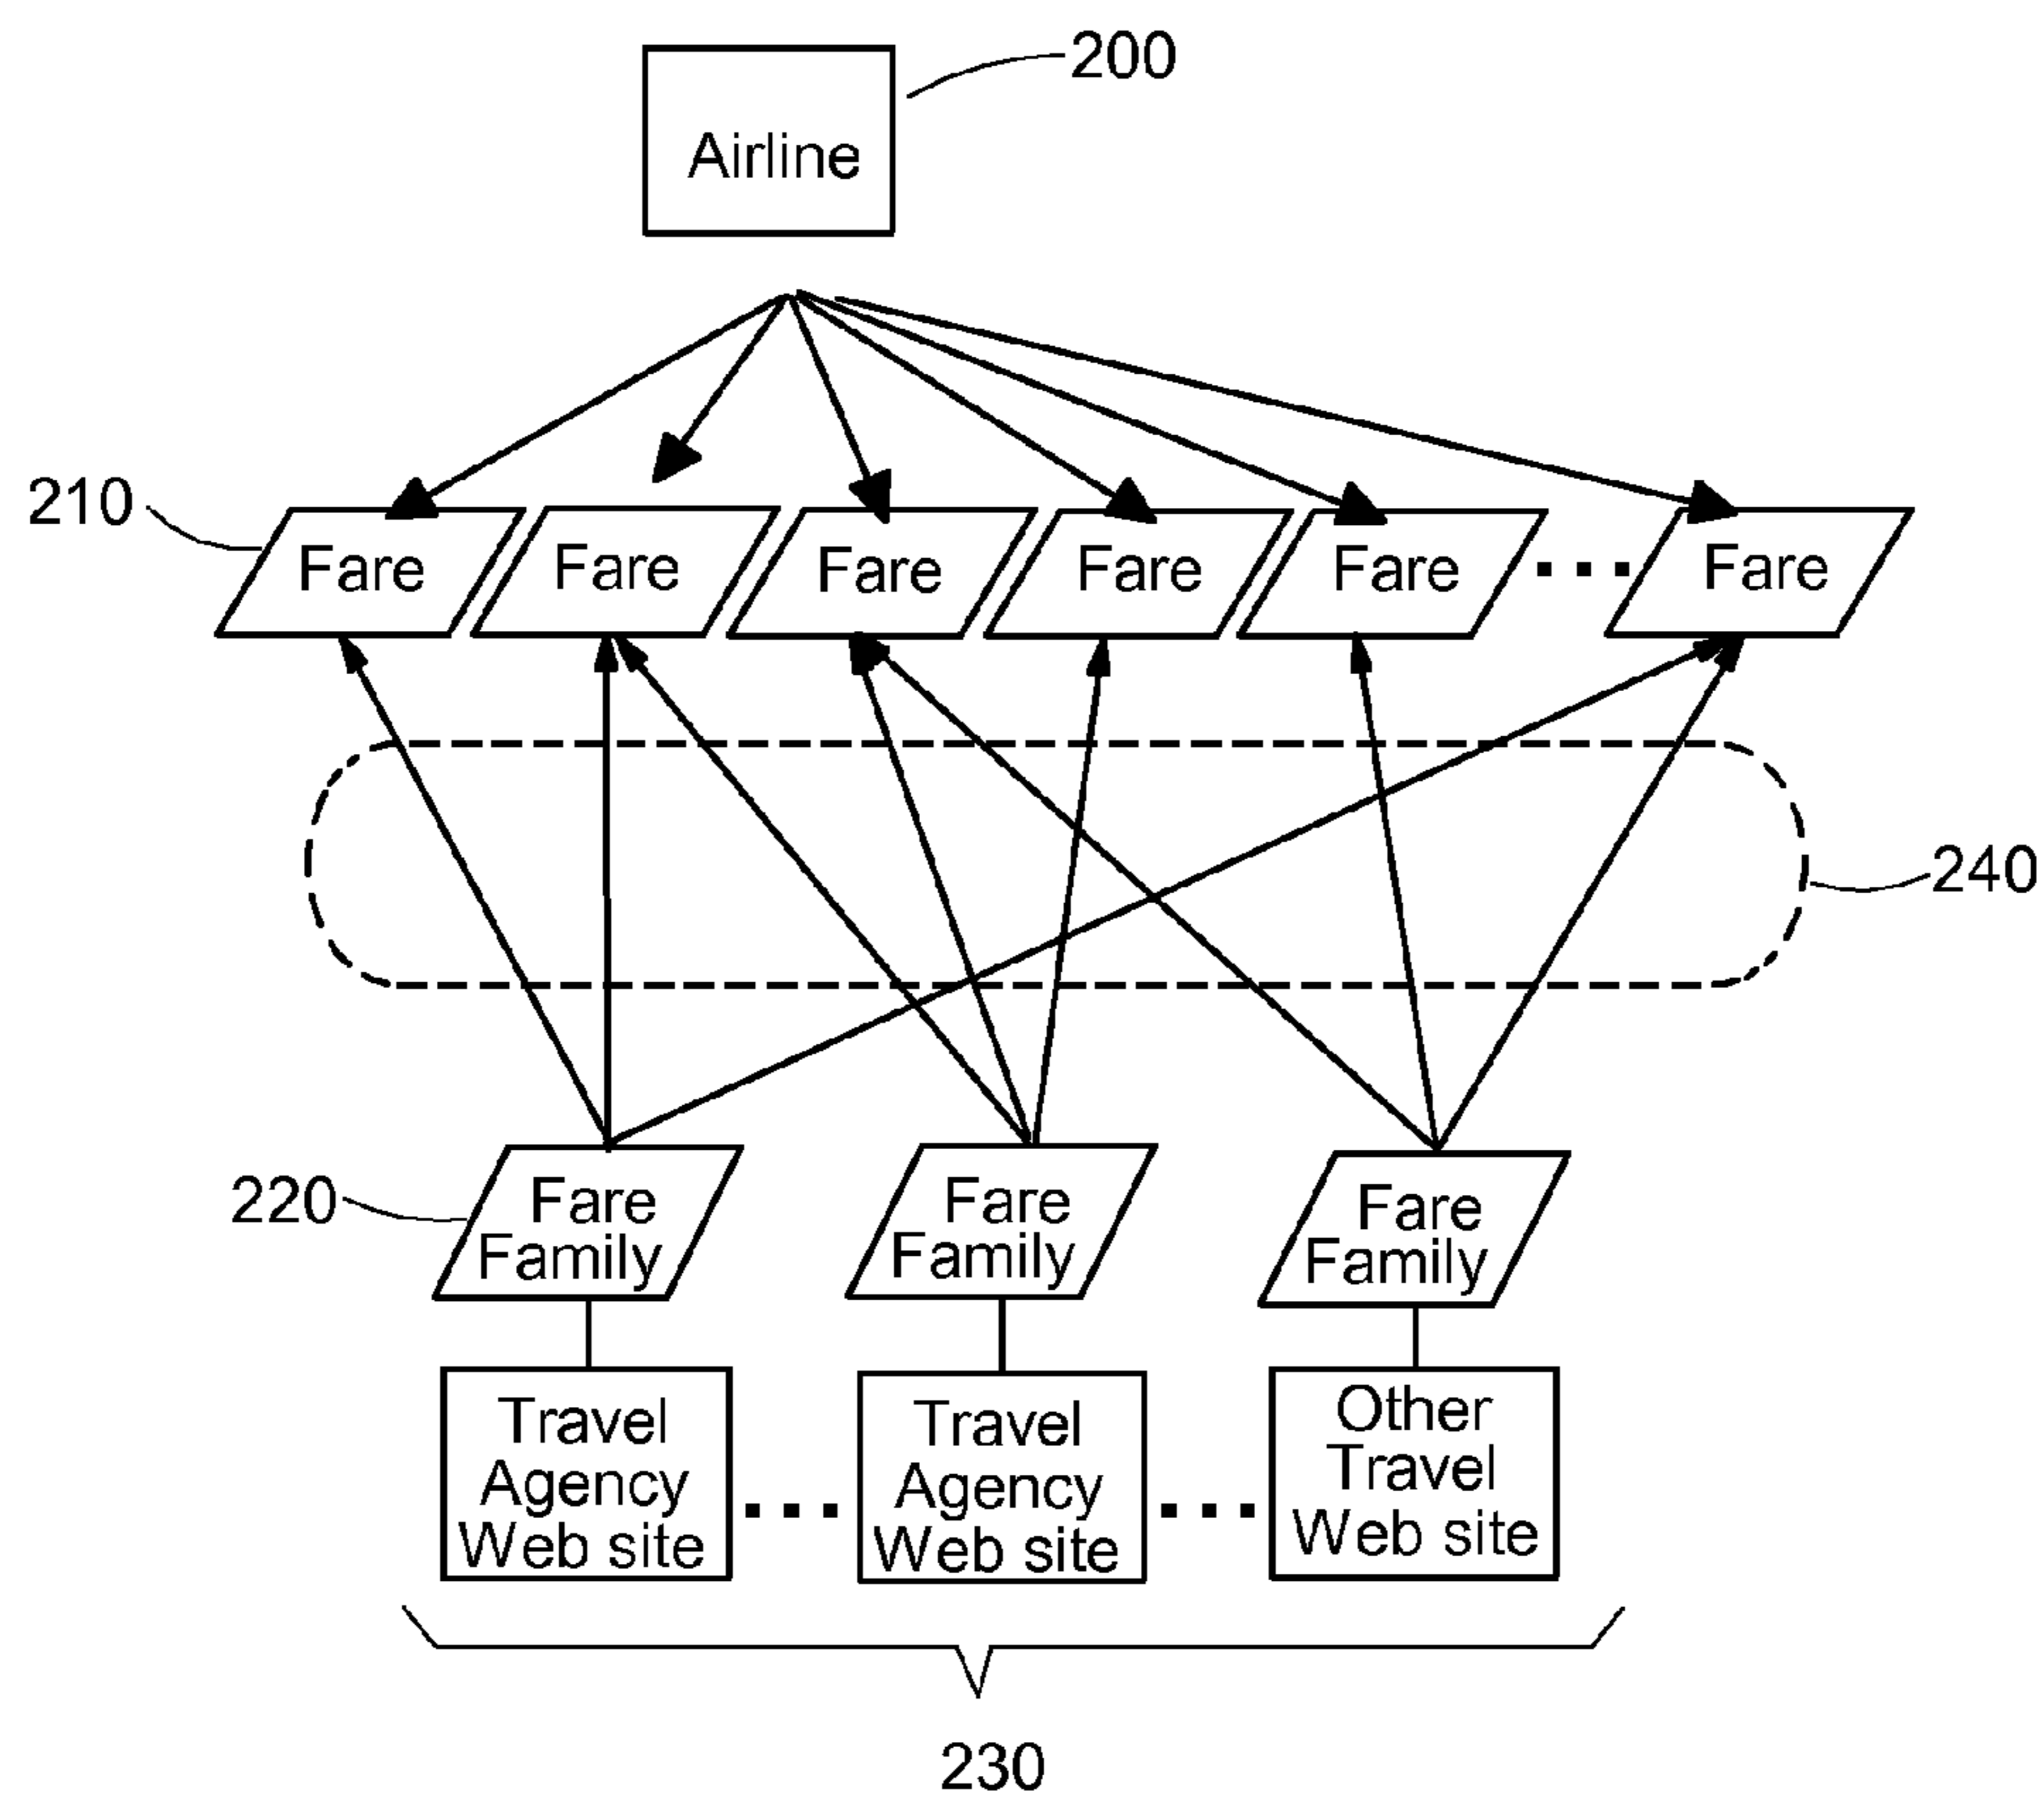 200
Airline
210
Fare
Fare
Fare
Fare
Fare
...
Fare
240
220
Fare
Family
Fare
Family
Fare
Family
Travel
Agency
Web site
...
Travel
Agency
Web site
...
Other
Travel
Web site
230